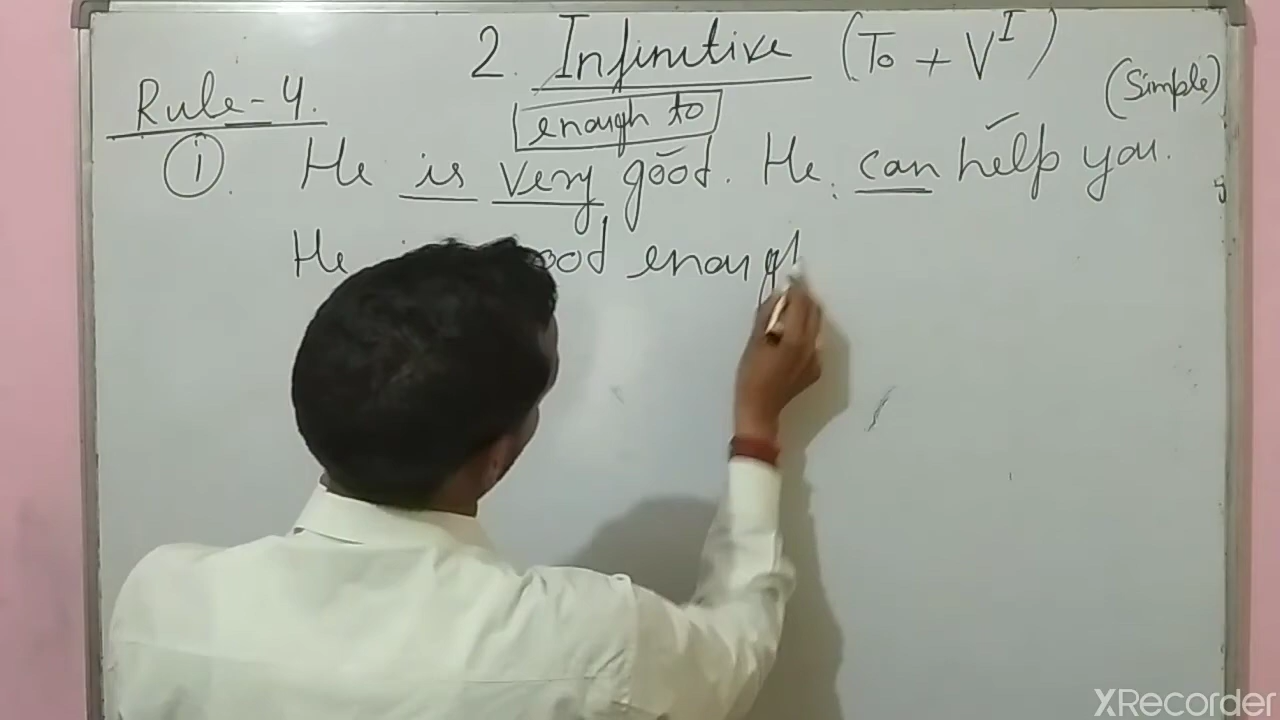 2. Infinitive (To + V^I)
(Simple)
Rule-4.
enough to
①. He is very good. He can help you.
He ood enough
XRecorder